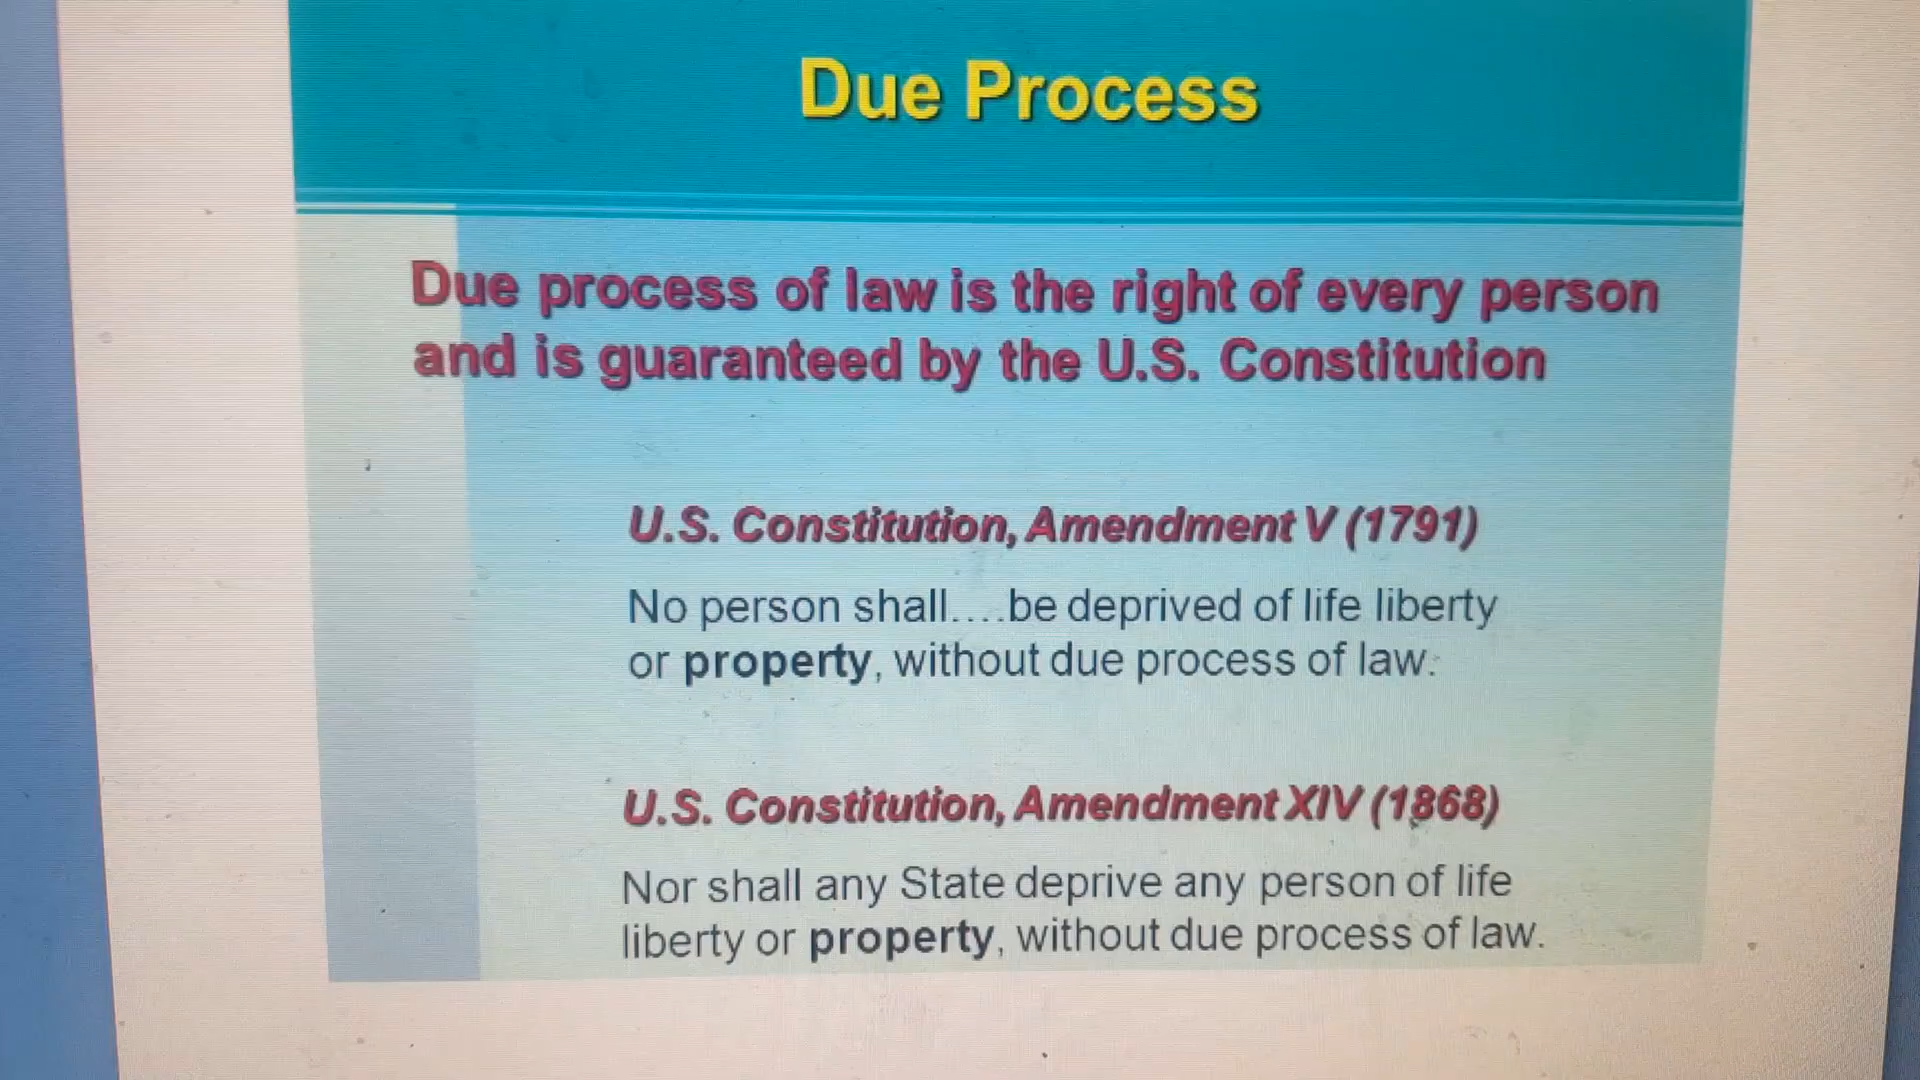 Due Process
Due process of law is the right of every person
and is guaranteed by the U.S. Constitution
U.S. Constitution, Amendment V (1791)
No person shall....be deprived of life liberty
or property, without due process of law.
U.S. Constitution, Amendment XIV (1868)
Nor shall any State deprive any person of life
liberty or property, without due process of law.